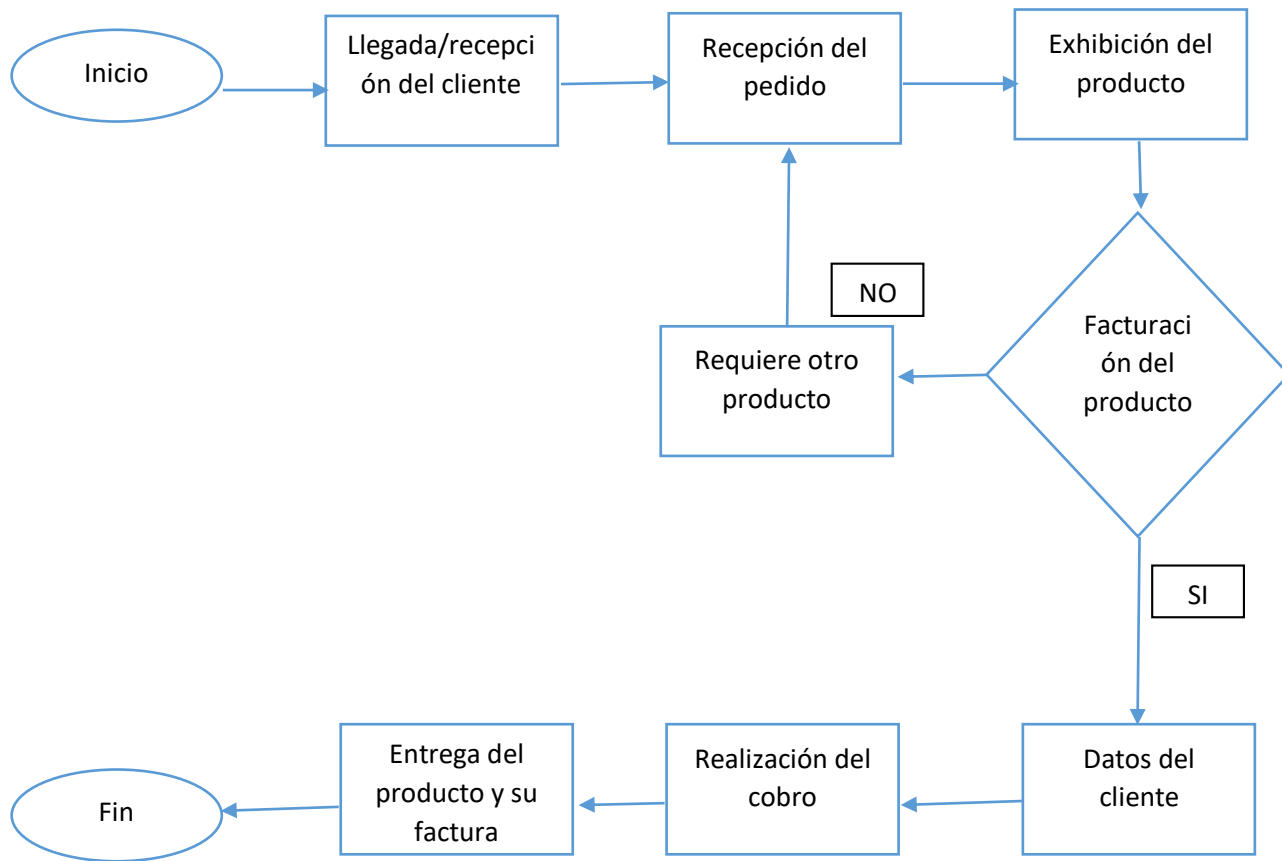 Inicio
Llegada/recepci
ón del cliente
Recepción del
pedido
Exhibición del
producto
Facturaci
ón del
producto
NO
Requiere otro
producto
SI
Datos del
cliente
Realización del
cobro
Entrega del
producto y su
factura
Fin